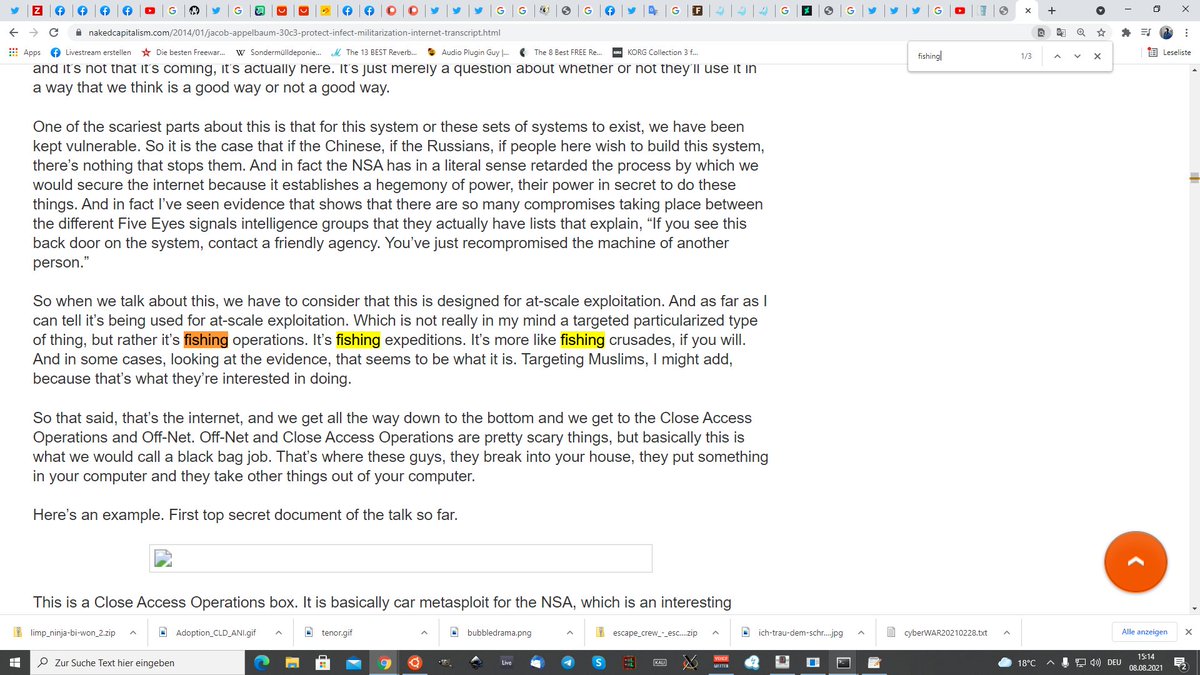 nakedcapitalism.com/2014/01/jacob-appelbaum-30c3-protect-infect-militarization-internet-transcript.html
Apps
Livestream erstellen
Die besten Freewar...
Sondermülldeponie...
The 13 BEST Reverb...
Audio Plugin Guy |...
The 8 Best FREE Re...
KORG Collection 3 f...
Leseliste
fishing
1/3
and it's not that it's coming, it's actually here. It's just merely a question about whether or not they'll use it in
a way that we think is a good way or not a good way.
One of the scariest parts about this is that for this system or these sets of systems to exist, we have been
kept vulnerable. So it is the case that if the Chinese, if the Russians, if people here wish to build this system,
there's nothing that stops them. And in fact the NSA has in a literal sense retarded the process by which we
would secure the internet because it establishes a hegemony of power, their power in secret to do these
things. And in fact I've seen evidence that shows that there are so many compromises taking place between
the different Five Eyes signals intelligence groups that they actually have lists that explain, “If you see this
back door on the system, contact a friendly agency. You've just recompromised the machine of another
person.”
So when we talk about this, we have to consider that this is designed for at-scale exploitation. And as far as I
can tell it's being used for at-scale exploitation. Which is not really in my mind a targeted particularized type
of thing, but rather it's fishing operations. It's fishing expeditions. It's more like fishing crusades, if you will.
And in some cases, looking at the evidence, that seems to be what it is. Targeting Muslims, I might add,
because that's what they're interested in doing.
So that said, that's the internet, and we get all the way down to the bottom and we get to the Close Access
Operations and Off-Net. Off-Net and Close Access Operations are pretty scary things, but basically this is
what we would call a black bag job. That's where these guys, they break into your house, they put something
in your computer and they take other things out of your computer.
Here's an example. First top secret document of the talk so far.
This is a Close Access Operations box. It is basically car metasploit for the NSA, which is an interesting
limp_ninja-bi-won_2.zip
Adoption_CLD_ANI.gif
tenor.gif
bubbledrama.png
escape_crew_-_esc....zip
ich-trau-dem-schr....jpg
cyberWAR20210228.txt
Alle anzeigen
Zur Suche Text hier eingeben
Live
18°C
DEU
15:14
08.08.2021
2